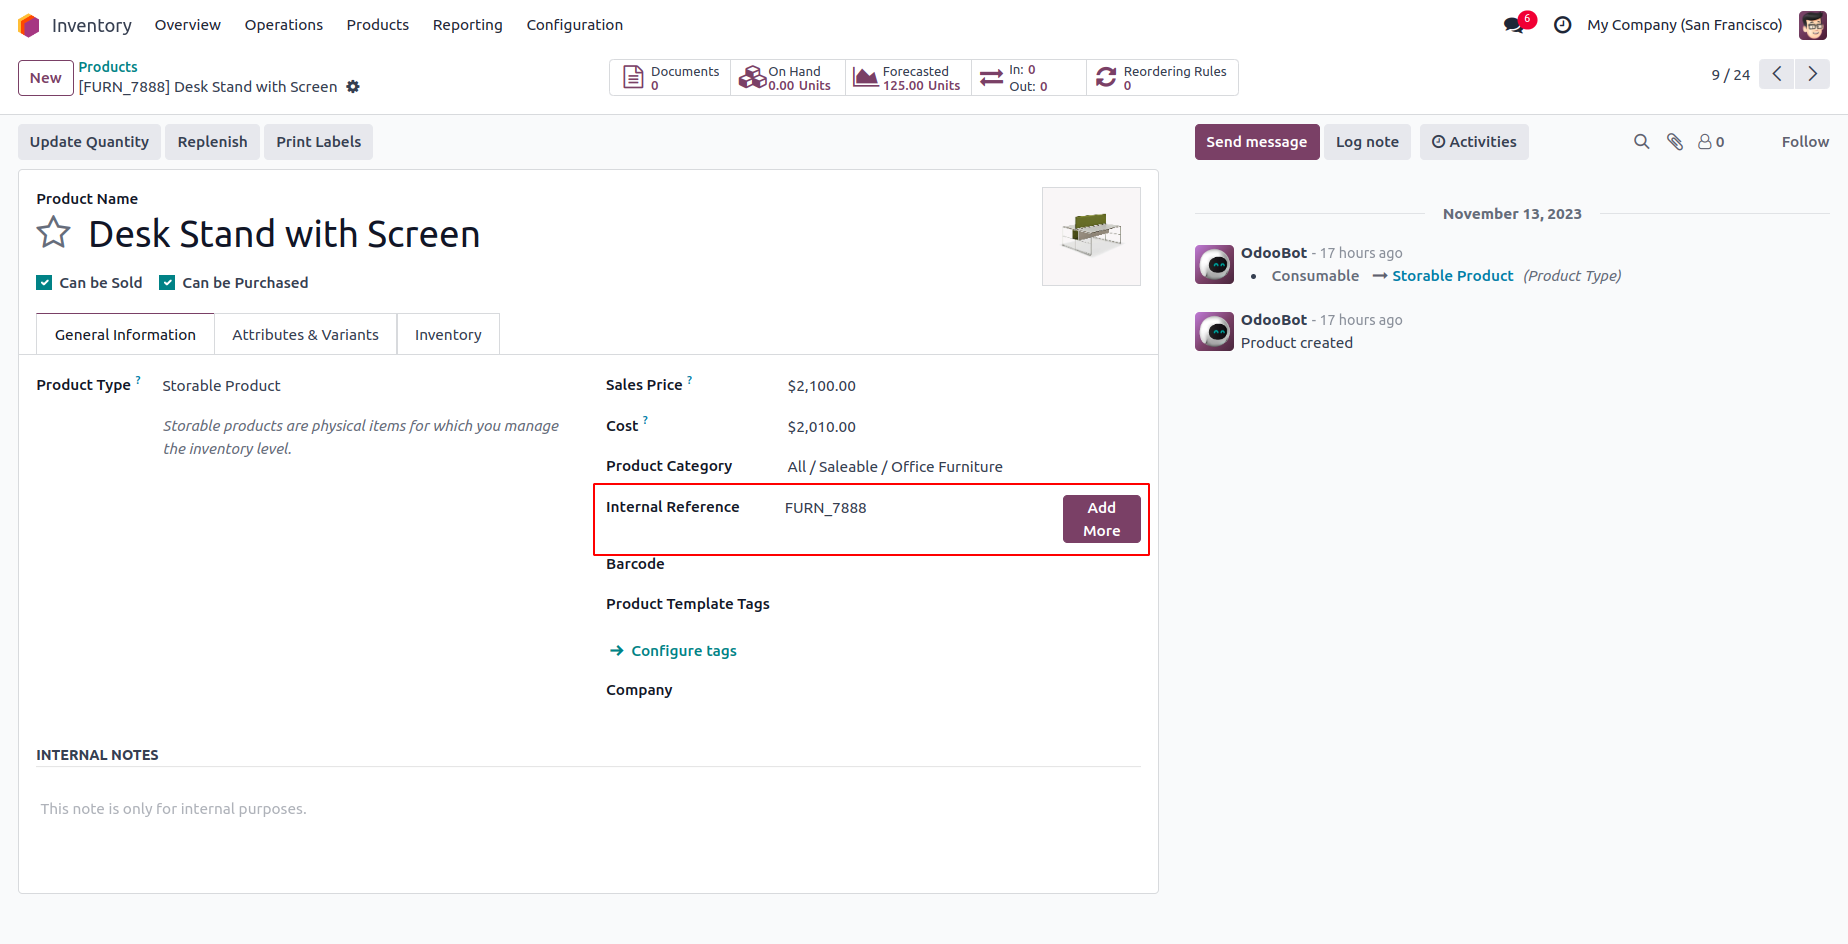 Inventory Overview Operations Products Reporting Configuration 6 My Company (San Francisco)
New Products
[FURN_7888] Desk Stand with Screen
Documents
0
On Hand
0.00 Units
Forecasted
125.00 Units
In: 0
Out: 0
Reordering Rules
0
9 / 24
Update Quantity Replenish Print Labels
Send message Log note Activities 0 Follow
Product Name
Desk Stand with Screen
Can be Sold Can be Purchased
General Information Attributes & Variants Inventory
Product Type ? Storable Product
Storable products are physical items for which you manage
the inventory level.
Sales Price ? $2,100.00
Cost ? $2,010.00
Product Category All / Saleable / Office Furniture
Internal Reference FURN_7888
Add
More
Barcode
Product Template Tags
Configure tags
Company
INTERNAL NOTES
This note is only for internal purposes.
November 13, 2023
OdooBot - 17 hours ago
• Consumable → Storable Product (Product Type)
OdooBot - 17 hours ago
Product created